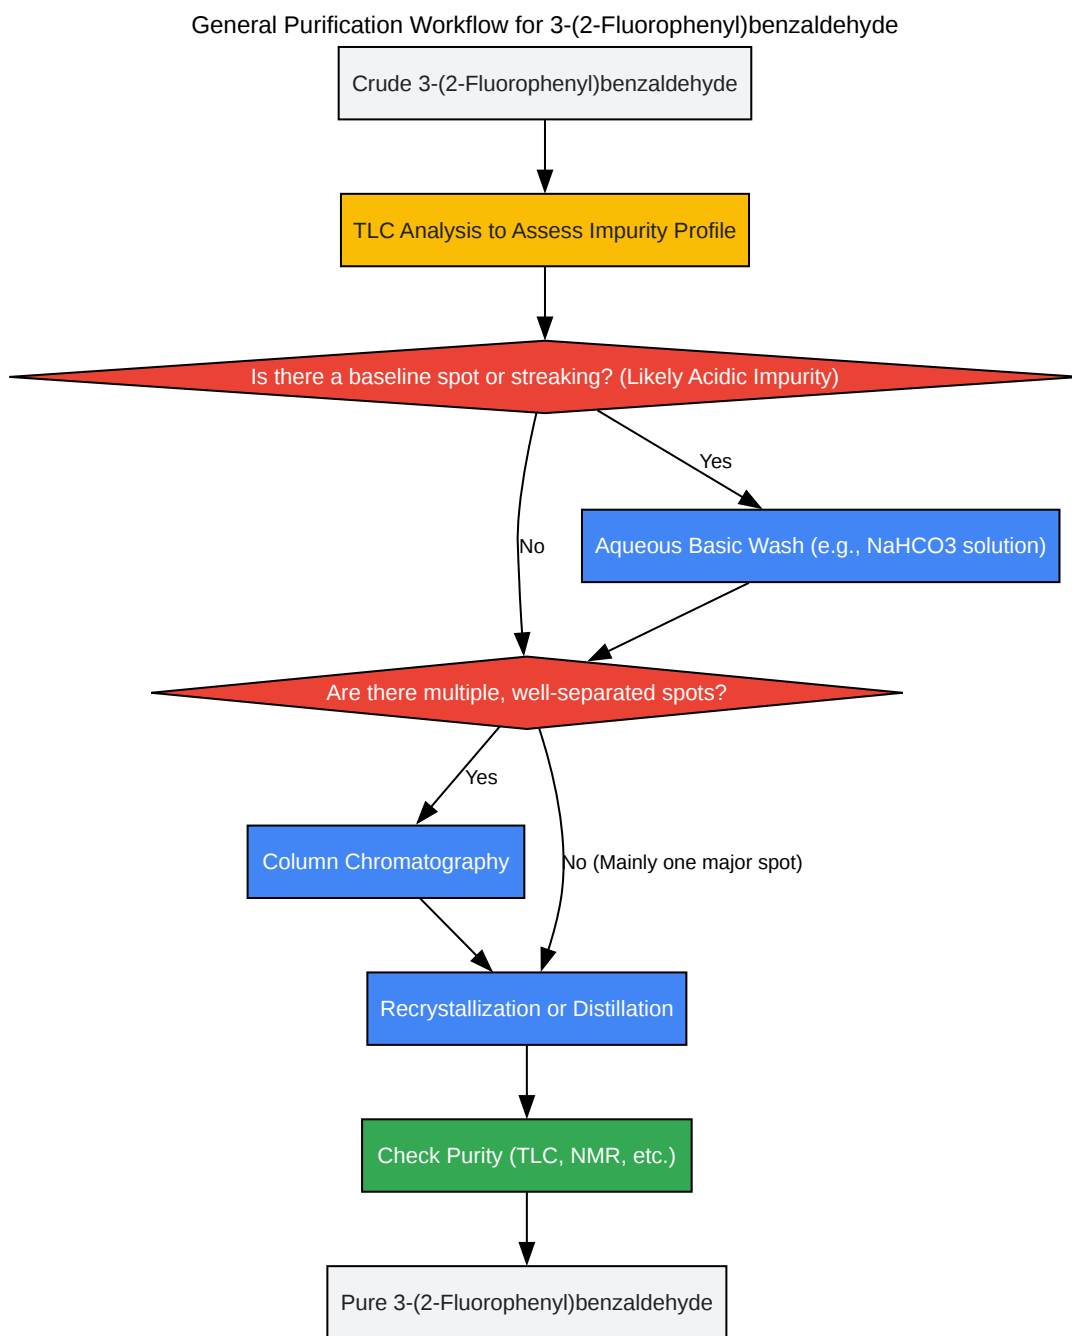 General Purification Workflow for 3-(2-Fluorophenyl)benzaldehyde
Crude 3-(2-Fluorophenyl)benzaldehyde
TLC Analysis to Assess Impurity Profile
Is there a baseline spot or streaking? (Likely Acidic Impurity)
Yes
Aqueous Basic Wash (e.g., NaHCO3 solution)
No
Are there multiple, well-separated spots?
Yes
Column Chromatography
No (Mainly one major spot)
Recrystallization or Distillation
Check Purity (TLC, NMR, etc.)
Pure 3-(2-Fluorophenyl)benzaldehyde